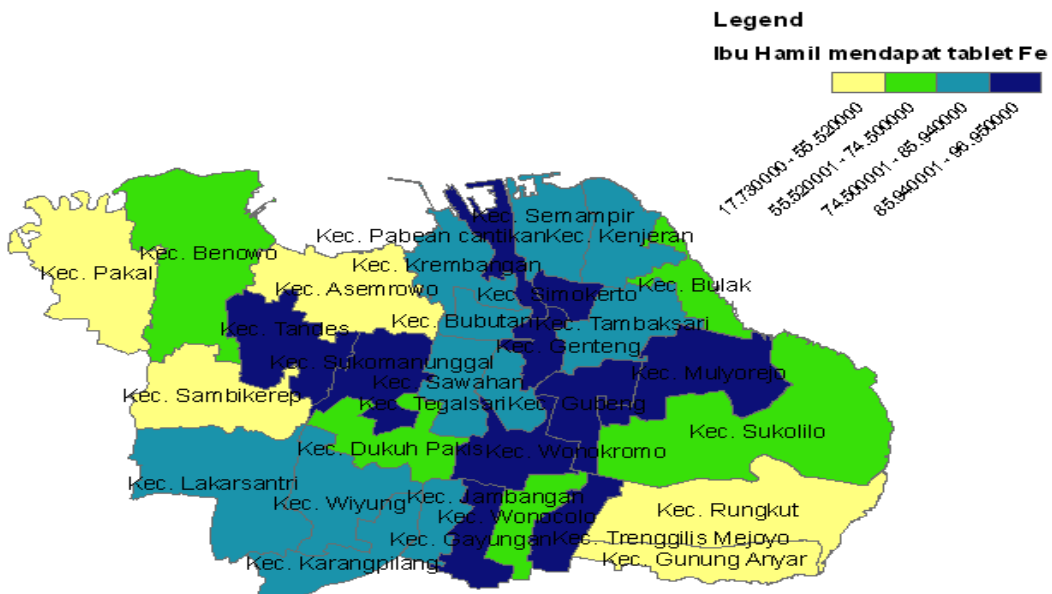 Legend
Ibu Hamil mendapat tablet Fe
17.730000 - 55.520000
55.520001 - 74.500000
74.500001 - 85.940000
85.940001 - 96.950000
Kec. Semampir
Kec. Pabean cantikan
Kec. Kenjeran
Kec. Benowo
Kec. Krembangan
Kec. Pakal
Kec. Asemrowo
Kec. Bulak
Kec. Simokerto
Kec. Tandes
Kec. Bubutan
Kec. Tambaksari
Kec. Genteng
Kec. Sukomanunggal
Kec. Mulyorejo
Kec. Sawahan
Kec. Sambikerep
Kec. Tegalsari
Kec. Gubeng
Kec. Sukolilo
Kec. Dukuh Pakis
Kec. Wonokromo
Kec. Lakarsantri
Kec. Wiyung
Kec. Jambangan
Kec. Rungkut
Kec. Wonocolo
Kec. Gayungan
Kec. Trenggilis Mejoyo
Kec. Karangpilang
Kec. Gunung Anyar